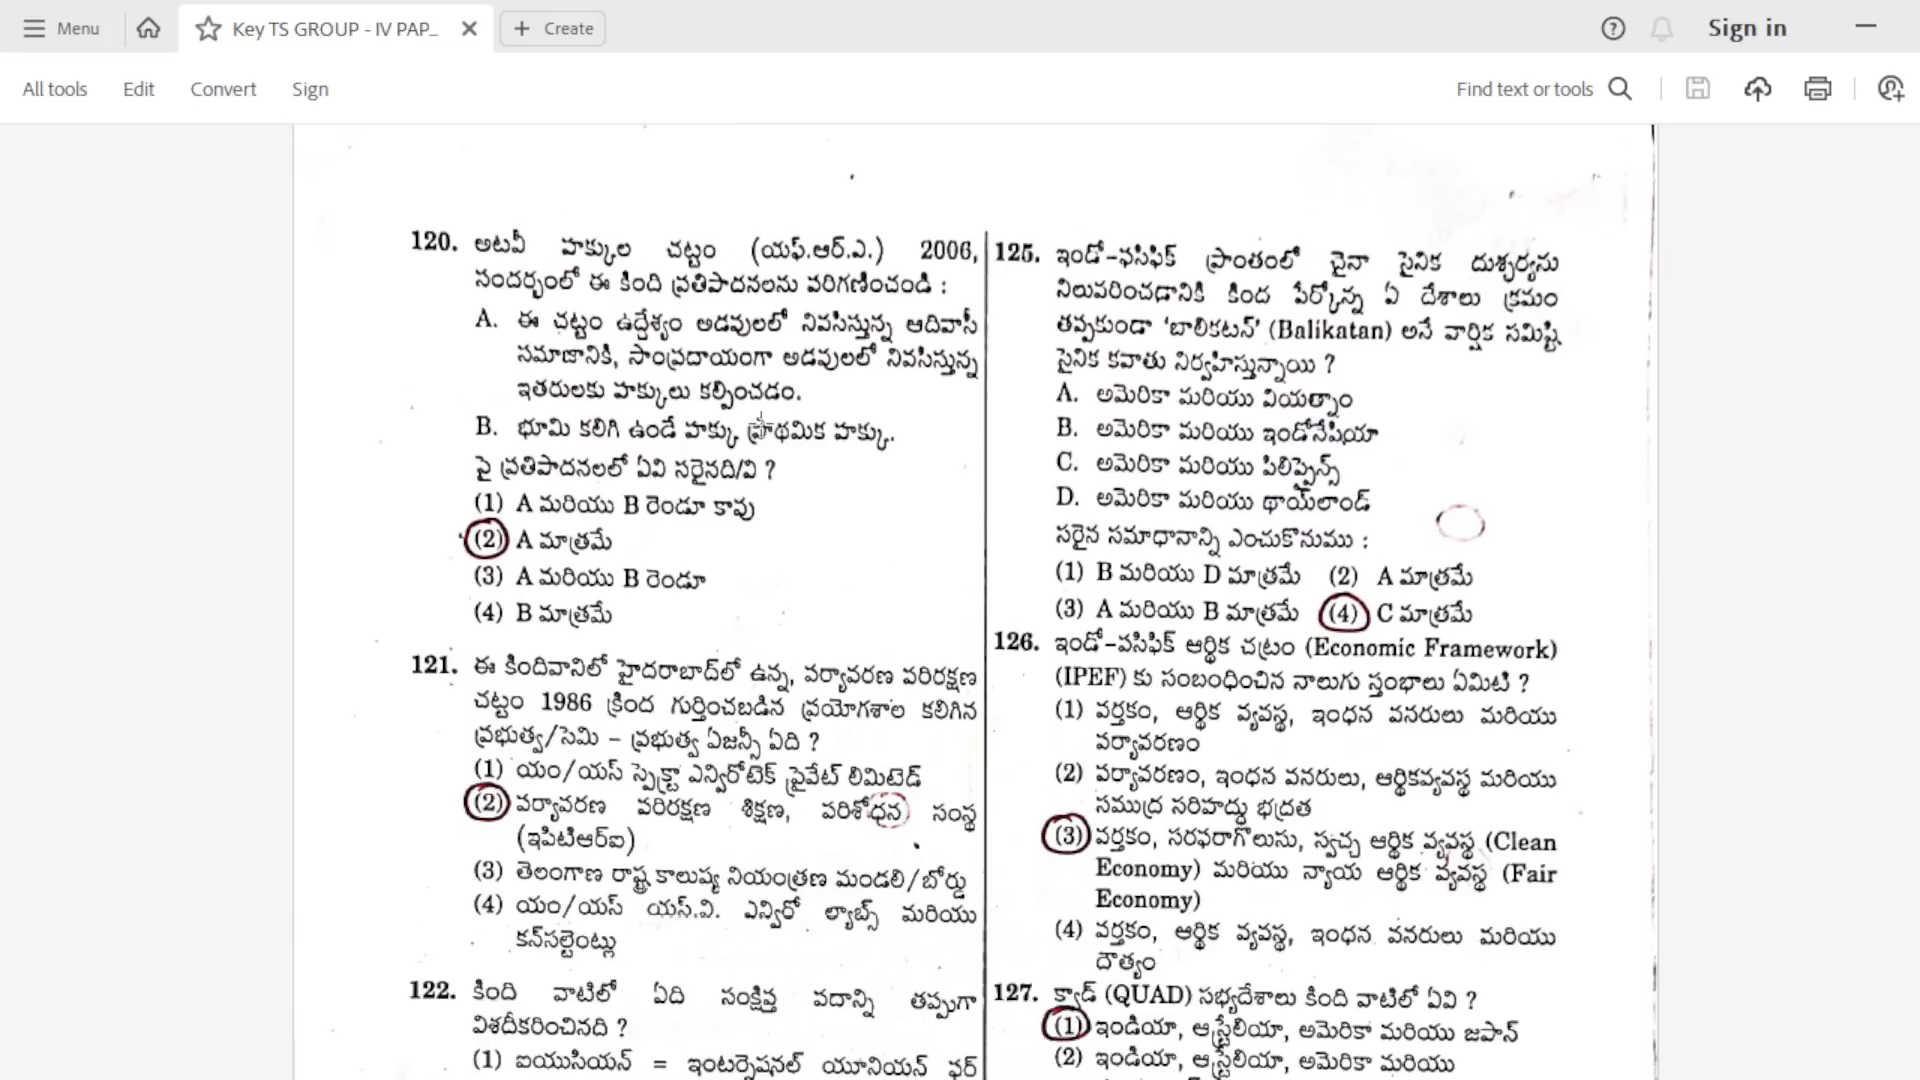 Menu
Key TS GROUP - IV PAP_
Create
Sign in
All tools
Edit
Convert
Sign
Find text or tools
120. అటవీ హక్కుల చట్టం (యఫ్.ఆర్.ఎ.) 2006,
సందర్భంలో ఈ కింది ప్రతిపాదనలను పరిగణించండి :
A. ఈ చట్టం ఉద్దేశ్యం అడవులలో నివసిస్తున్న ఆదివాసీ
సమాజానికి, సాంప్రదాయంగా అడవులలో నివసిస్తున్న
ఇతరులకు హక్కులు కల్పించడం.
B. భూమి కలిగి ఉండే హక్కు ప్రాథమిక హక్కు.
పై ప్రతిపాదనలలో ఏవి సరైనది/వి ?
(1) A మరియు B రెండూ కావు
(2) A మాత్రమే
(3) A మరియు B రెండూ
(4) B మాత్రమే
121. ఈ కిందివానిలో హైదరాబాద్‌లో ఉన్న, పర్యావరణ పరిరక్షణ
చట్టం 1986 క్రింద గుర్తించబడిన ప్రయోగశాల కలిగిన
ప్రభుత్వ/సెమి – ప్రభుత్వ ఏజన్సీ ఏది ?
(1) యం/యస్ స్పెక్ట్రా ఎన్విరోటెక్ ప్రైవేట్ లిమిటెడ్
(2) పర్యావరణ పరిరక్షణ శిక్షణ, పరిశోధన సంస్థ
(ఇపిటిఆర్ఐ)
(3) తెలంగాణ రాష్ట్ర కాలుష్య నియంత్రణ మండలి/బోర్డు
(4) యం/యస్ యస్.వి. ఎన్విరో ల్యాబ్స్ మరియు
కన్‌సల్టెంట్లు
122. కింది వాటిలో ఏది సంక్షిప్త పదాన్ని తప్పుగా
విశదీకరించినది ?
(1) ఐయుసియన్ = ఇంటర్నెషనల్ యూనియన్ ఫర్
125. ఇండో-ఫసిఫిక్ ప్రాంతంలో చైనా సైనిక దుశ్చర్యను
నిలువరించడానికి కింద పేర్కోన్న ఏ దేశాలు క్రమం
తప్పకుండా 'బాలికటన్' (Balikatan) అనే వార్షిక సమిష్టి
సైనిక కవాతు నిర్వహిస్తున్నాయి ?
A. అమెరికా మరియు వియత్నాం
B. అమెరికా మరియు ఇండోనేషియా
C. అమెరికా మరియు పిలిప్పైన్స్
D. అమెరికా మరియు థాయ్‌లాండ్
సరైన సమాధానాన్ని ఎంచుకొనుము :
(1) B మరియు D మాత్రమే (2) A మాత్రమే
(3) A మరియు B మాత్రమే (4) C మాత్రమే
126. ఇండో-పసిఫిక్ ఆర్థిక చట్రం (Economic Framework)
(IPEF) కు సంబంధించిన నాలుగు స్తంభాలు ఏమిటి ?
(1) వర్తకం, ఆర్థిక వ్యవస్థ, ఇంధన వనరులు మరియు
పర్యావరణం
(2) పర్యావరణం, ఇంధన వనరులు, ఆర్థికవ్యవస్థ మరియు
సముద్ర సరిహద్దు భద్రత
(3) వర్తకం, సరఫరాగొలుసు, స్వచ్ఛ ఆర్థిక వ్యవస్థ (Clean
Economy) మరియు న్యాయ ఆర్థిక వ్యవస్థ (Fair
Economy)
(4) వర్తకం, ఆర్థిక వ్యవస్థ, ఇంధన వనరులు మరియు
దౌత్యం
127. క్వాడ్ (QUAD) సభ్యదేశాలు కింది వాటిలో ఏవి ?
(1) ఇండియా, ఆస్ట్రేలియా, అమెరికా మరియు జపాన్
(2) ఇండియా, ఆస్ట్రేలియా, అమెరికా మరియు